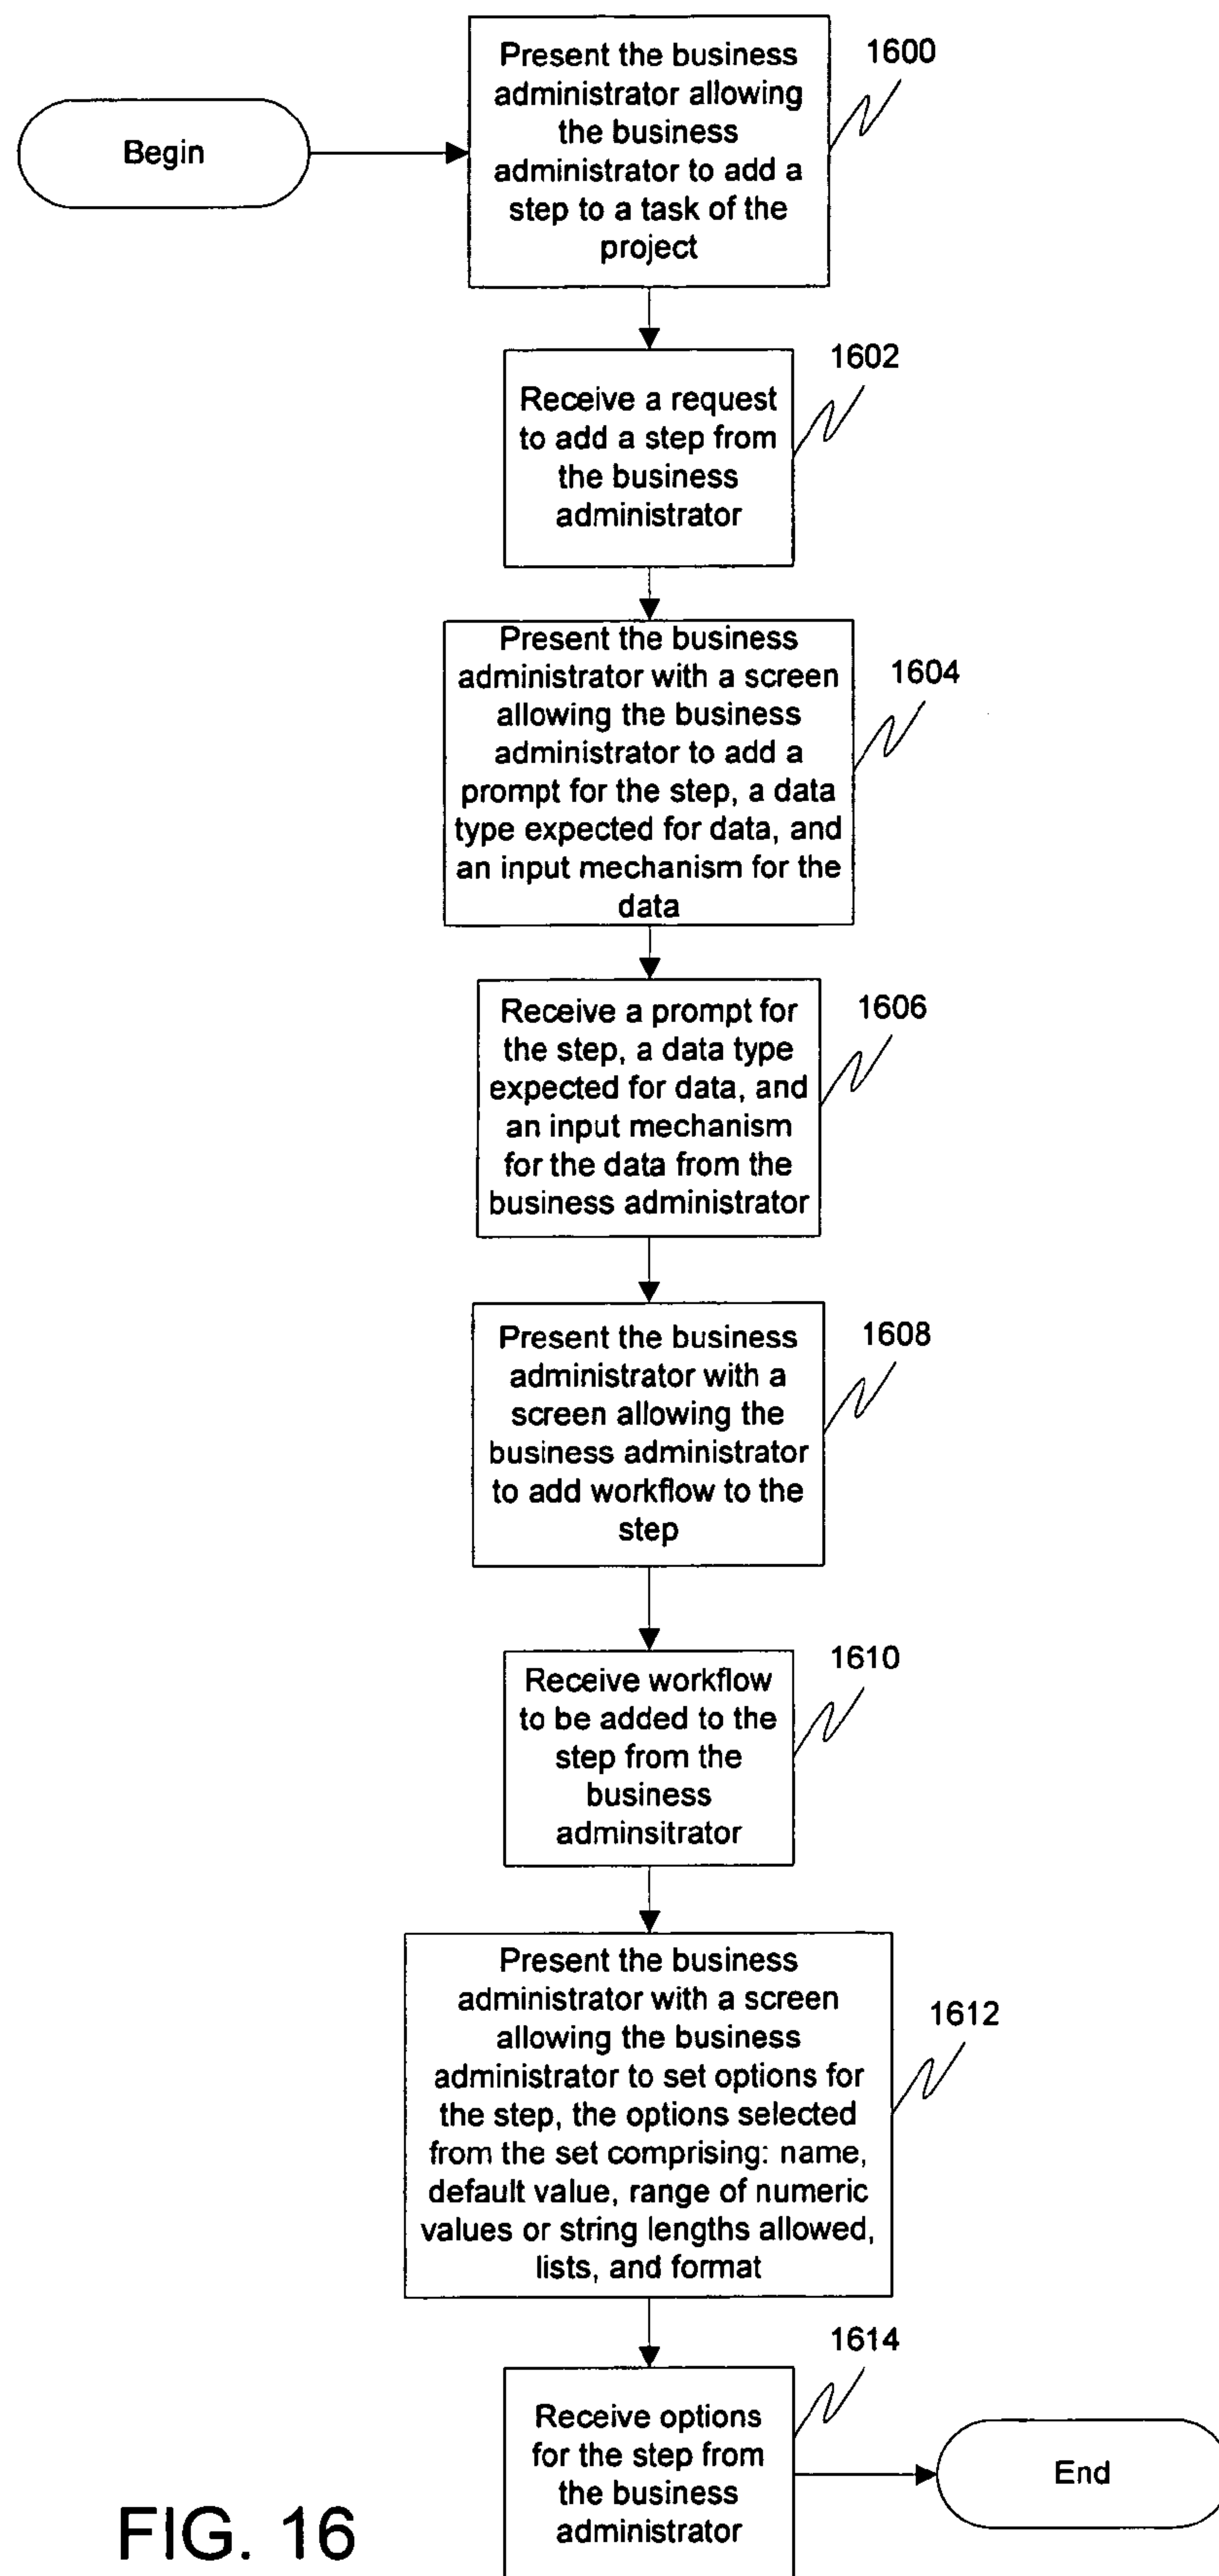 Begin
Present the business
administrator allowing
the business
administrator to add a
step to a task of the
project
1600
Receive a request
to add a step from
the business
administrator
1602
Present the business
administrator with a screen
allowing the business
administrator to add a
prompt for the step, a data
type expected for data, and
an input mechanism for the
data
1604
Receive a prompt for
the step, a data type
expected for data, and
an input mechanism
for the data from the
business administrator
1606
Present the business
administrator with a
screen allowing the
business administrator
to add workflow to the
step
1608
Receive workflow
to be added to the
step from the
business
adminsitrator
1610
Present the business
administrator with a screen
allowing the business
administrator to set options for
the step, the options selected
from the set comprising: name,
default value, range of numeric
values or string lengths allowed,
lists, and format
1612
Receive options
for the step from
the business
administrator
1614
End
FIG. 16